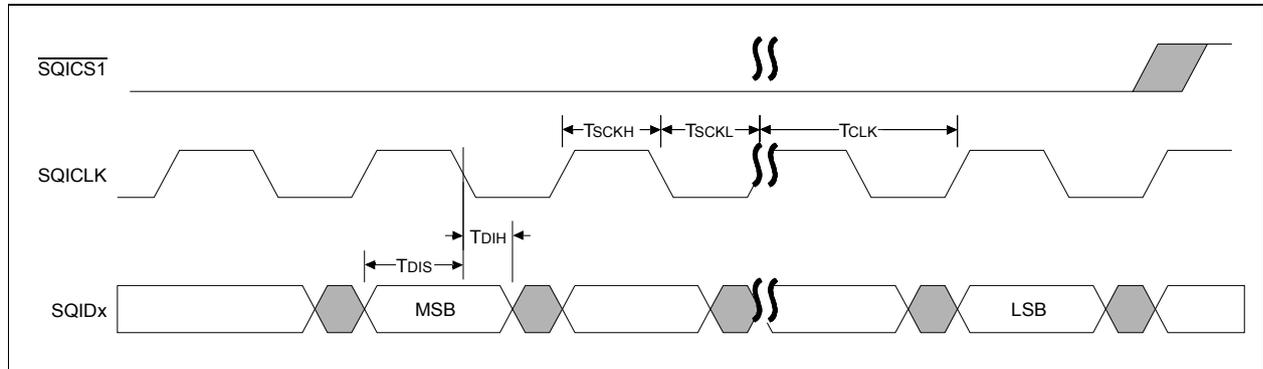 SQICS1
TSCKH TSCKL TCLK
SQICLK
TDIH
TDIS
SQIDx MSB LSB